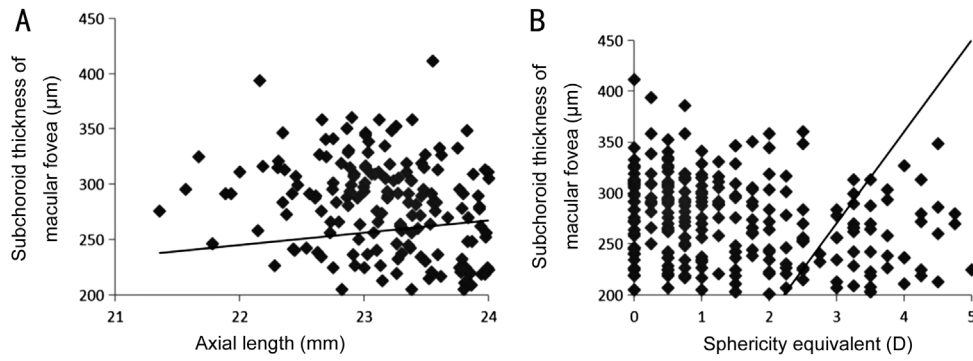 A
Subchoroid thickness of
macular fovea (μm)
450
400
350
300
250
200
21
22
23
24
Axial length (mm)
B
Subchoroid thickness of
macular fovea (μm)
450
400
350
300
250
200
0
1
2
3
4
5
Sphericity equivalent (D)